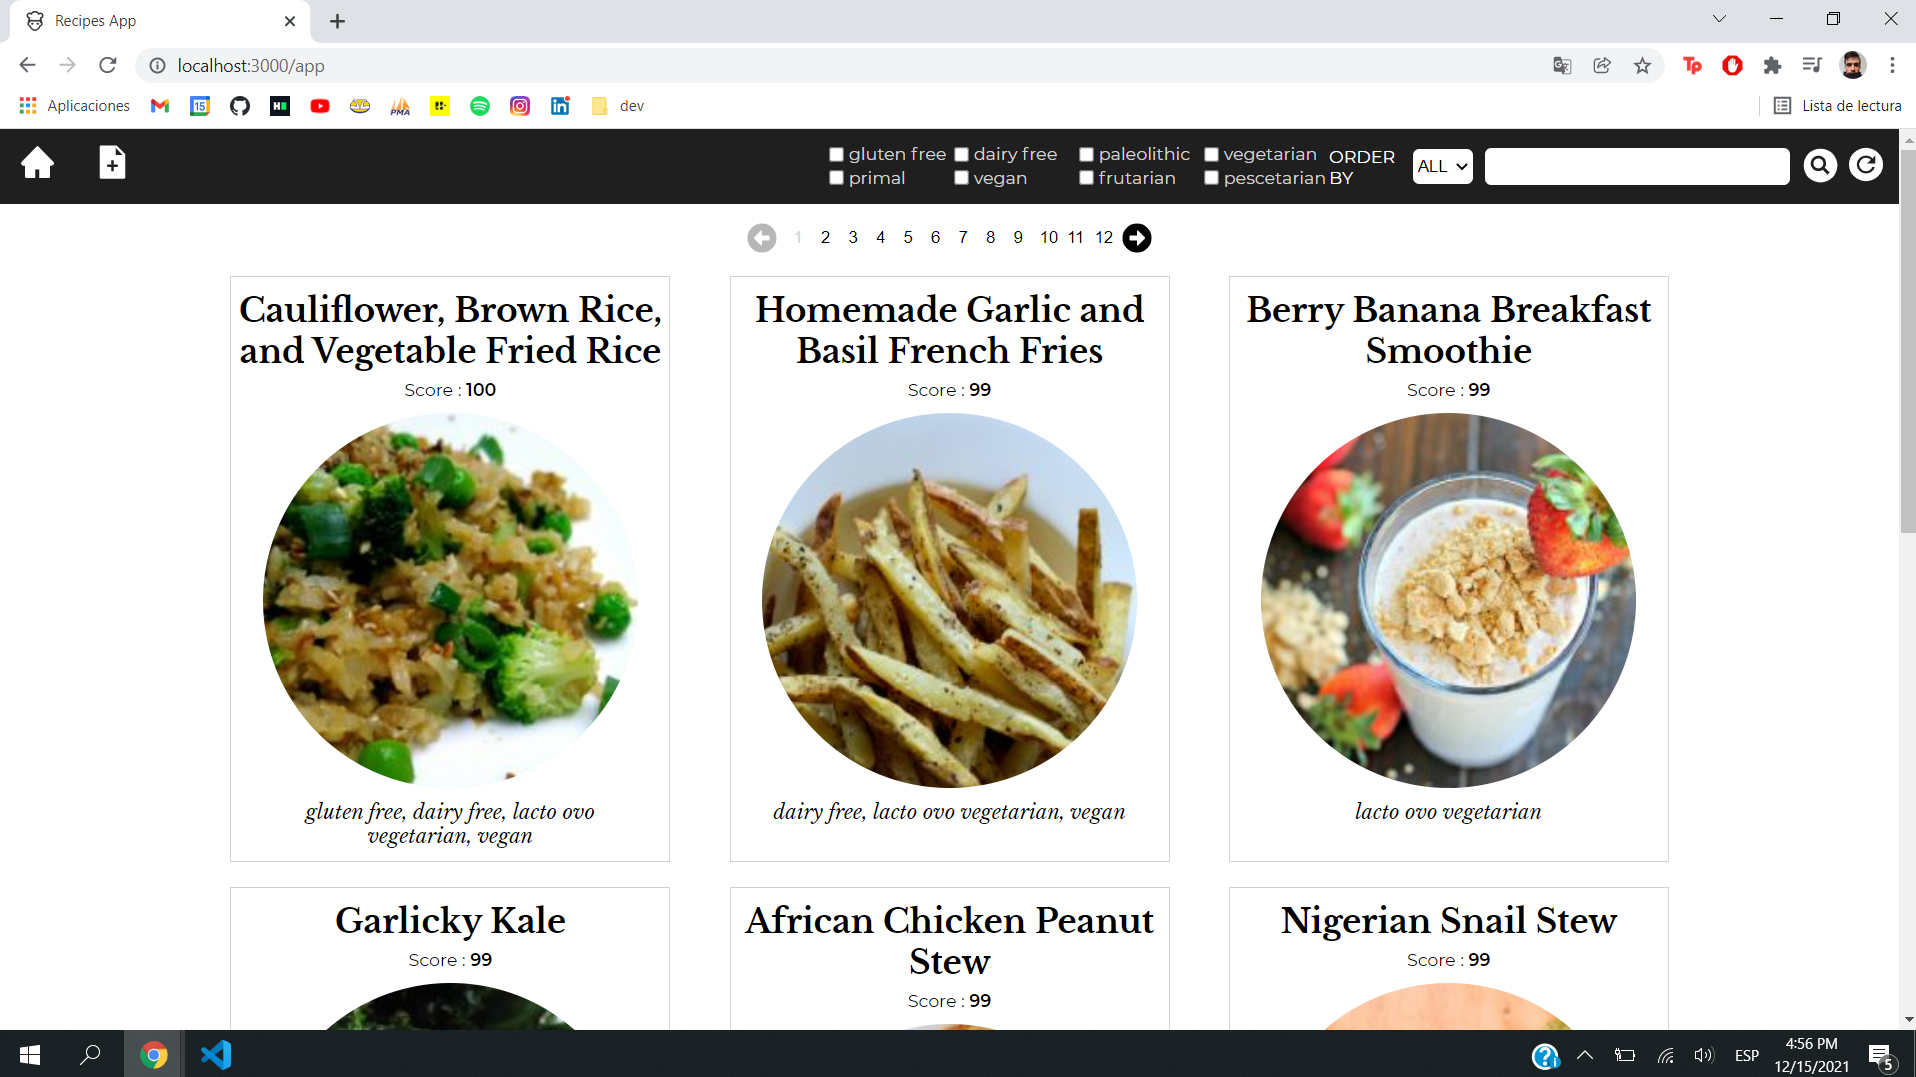 Recipes App
localhost:3000/app
Aplicaciones
15
PMA
dev
Lista de lectura
gluten free dairy free paleolithic vegetarian ORDER
primal vegan frutarian pescetarian BY
ALL
1 2 3 4 5 6 7 8 9 10 11 12
Cauliflower, Brown Rice,
and Vegetable Fried Rice
Score : 100
gluten free, dairy free, lacto ovo
vegetarian, vegan
Homemade Garlic and
Basil French Fries
Score : 99
dairy free, lacto ovo vegetarian, vegan
Berry Banana Breakfast
Smoothie
Score : 99
lacto ovo vegetarian
Garlicky Kale
Score : 99
African Chicken Peanut
Stew
Score : 99
Nigerian Snail Stew
Score : 99
ESP
4:56 PM
12/15/2021
5